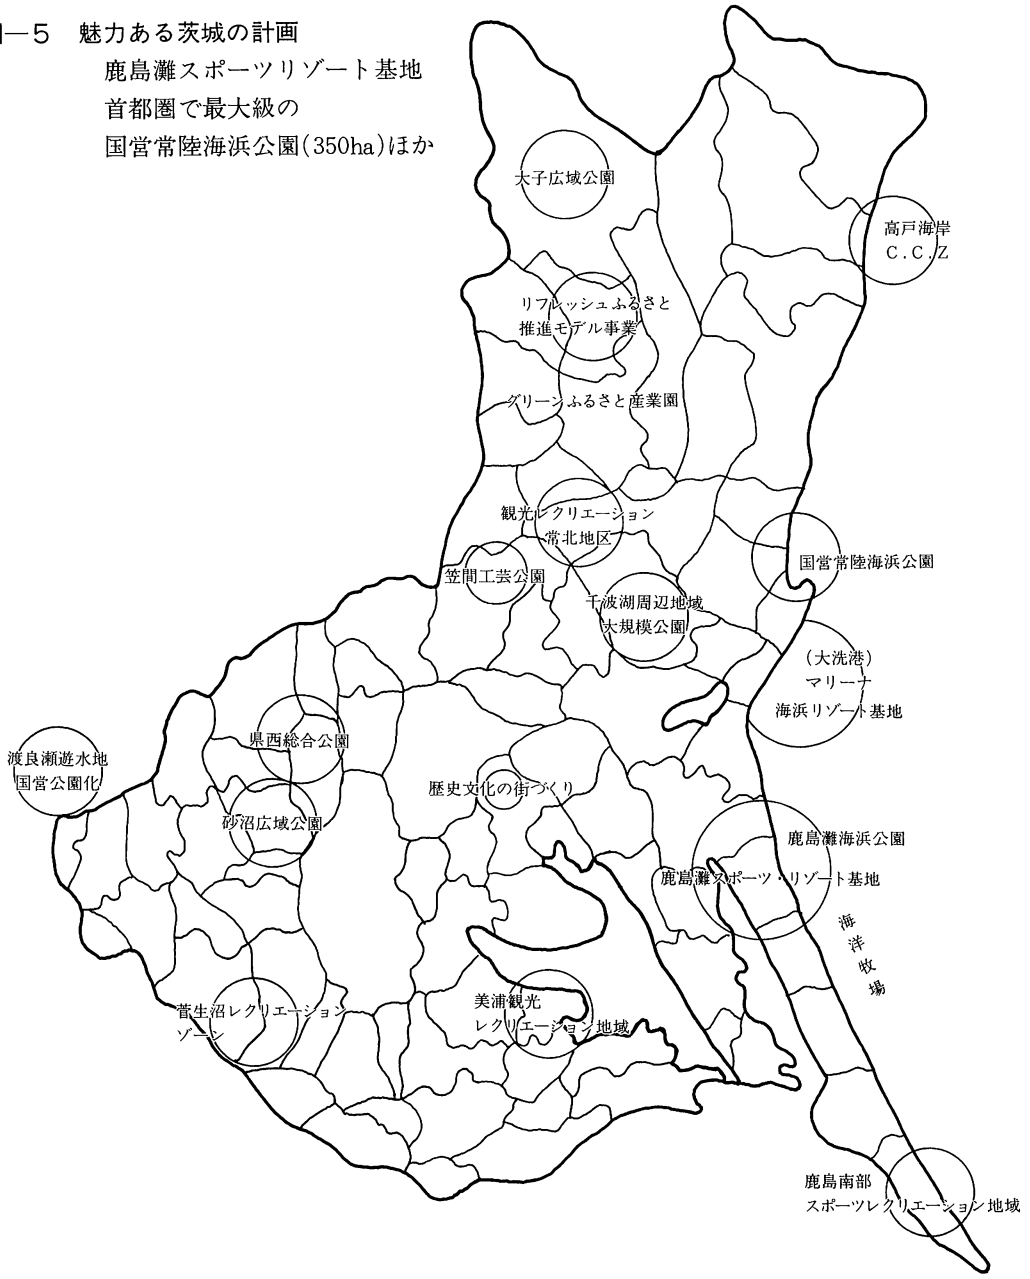 ―5 魅力ある茨城の計画
鹿島灘スポーツリゾート基地
首都圏で最大級の
国営常陸海浜公園(350ha)ほか
大子広域公園
高戸海岸
C.C.Z
リフレッシュふるさと
推進モデル事業
グリーンふるさと産業園
観光レクリエーション
常北地区
国営常陸海浜公園
笠間工芸公園
千波湖周辺地域
大規模公園
(大洗港)
マリーナ
海浜リゾート基地
県西総合公園
渡良瀬遊水地
国営公園化
歴史文化の街づくり
砂沼広域公園
鹿島灘海浜公園
鹿島灘スポーツ・リゾート基地
海洋牧場
菅生沼レクリエーション
ゾーン
美浦観光
レクリエーション地域
鹿島南部
スポーツレクリエーション地域